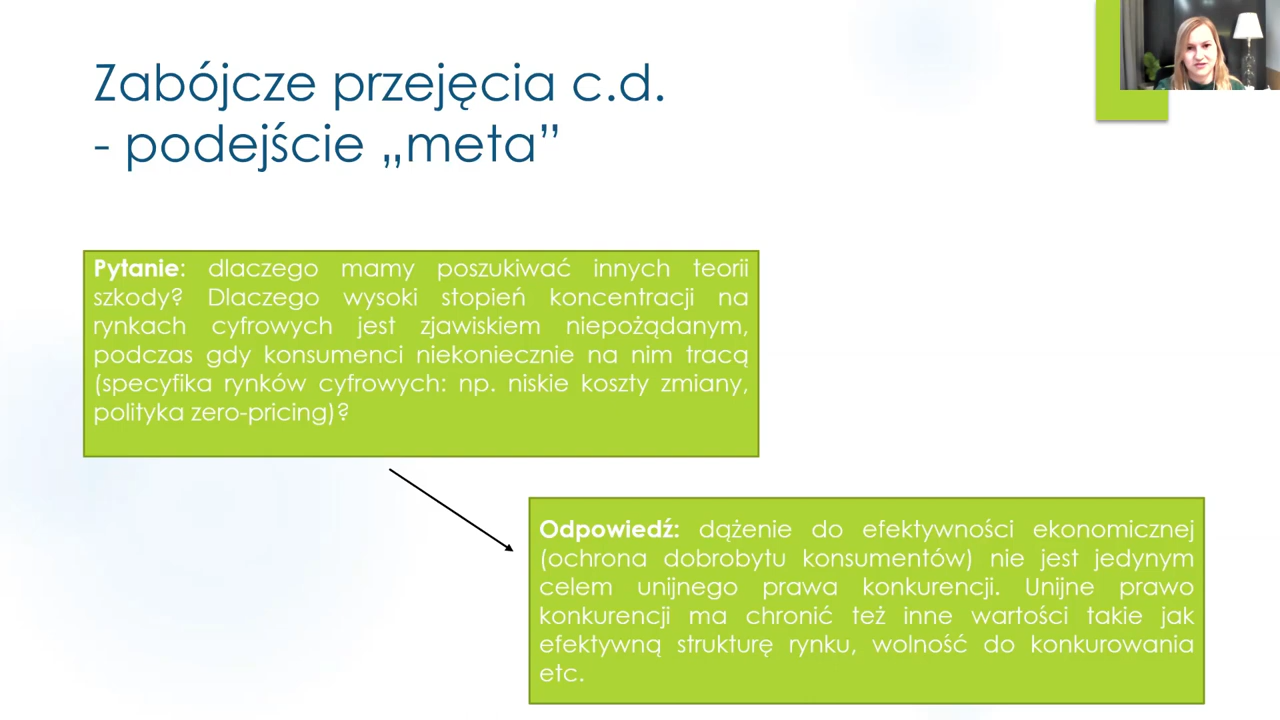 Zabójcze przejęcia c.d.
- podejście „meta”
Pytanie: dlaczego mamy poszukiwać innych teorii
szkody? Dlaczego wysoki stopień koncentracji na
rynkach cyfrowych jest zjawiskiem niepożądanym,
podczas gdy konsumenci niekoniecznie na nim tracą
(specyfika rynków cyfrowych: np. niskie koszty zmiany,
polityka zero-pricing)?
Odpowiedź: dążenie do efektywności ekonomicznej
(ochrona dobrobytu konsumentów) nie jest jedynym
celem unijnego prawa konkurencji. Unijne prawo
konkurencji ma chronić też inne wartości takie jak
efektywną strukturę rynku, wolność do konkurowania
etc.